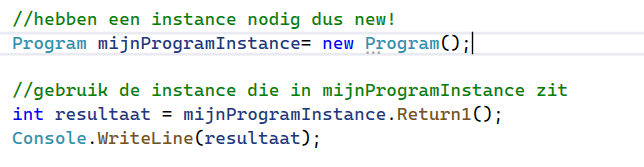 //hebben een instance nodig dus new!
Program mijnProgramInstance= new Program();
//gebruik de instance die in mijnProgramInstance zit
int resultaat = mijnProgramInstance.Return1();
Console.WriteLine(resultaat);